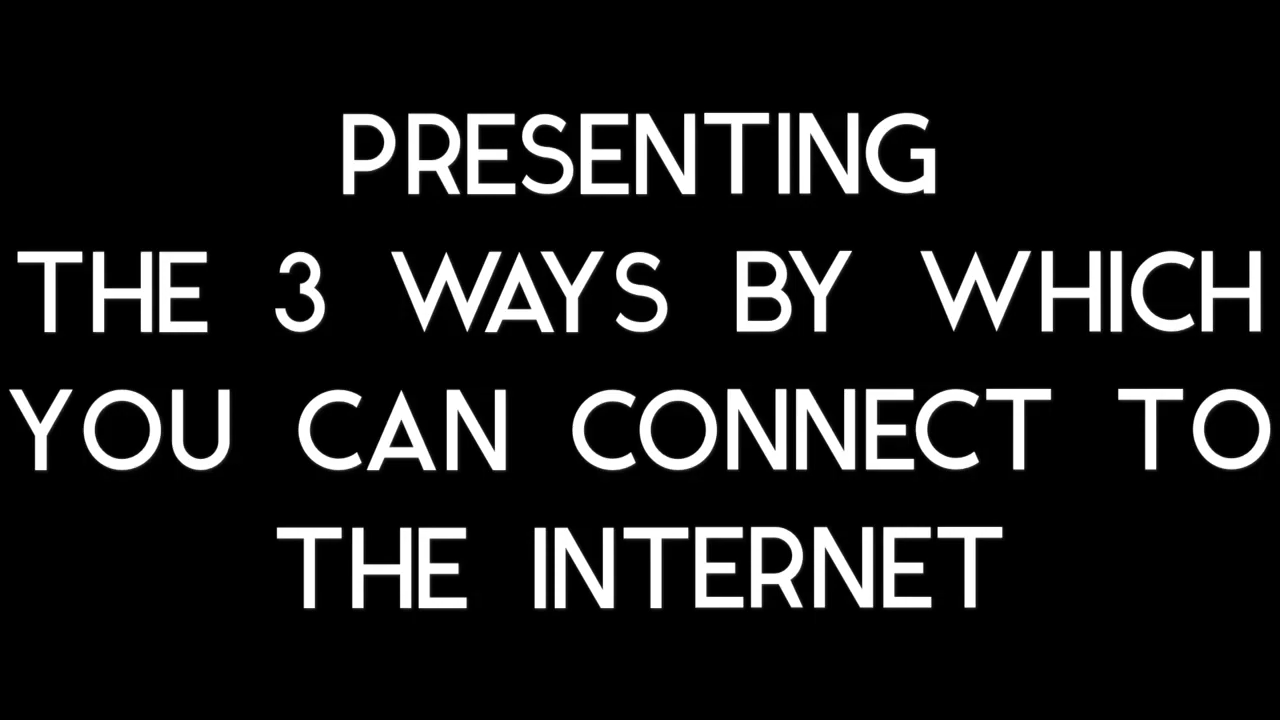 PRESENTING
THE 3 WAYS BY WHICH
YOU CAN CONNECT TO
THE INTERNET